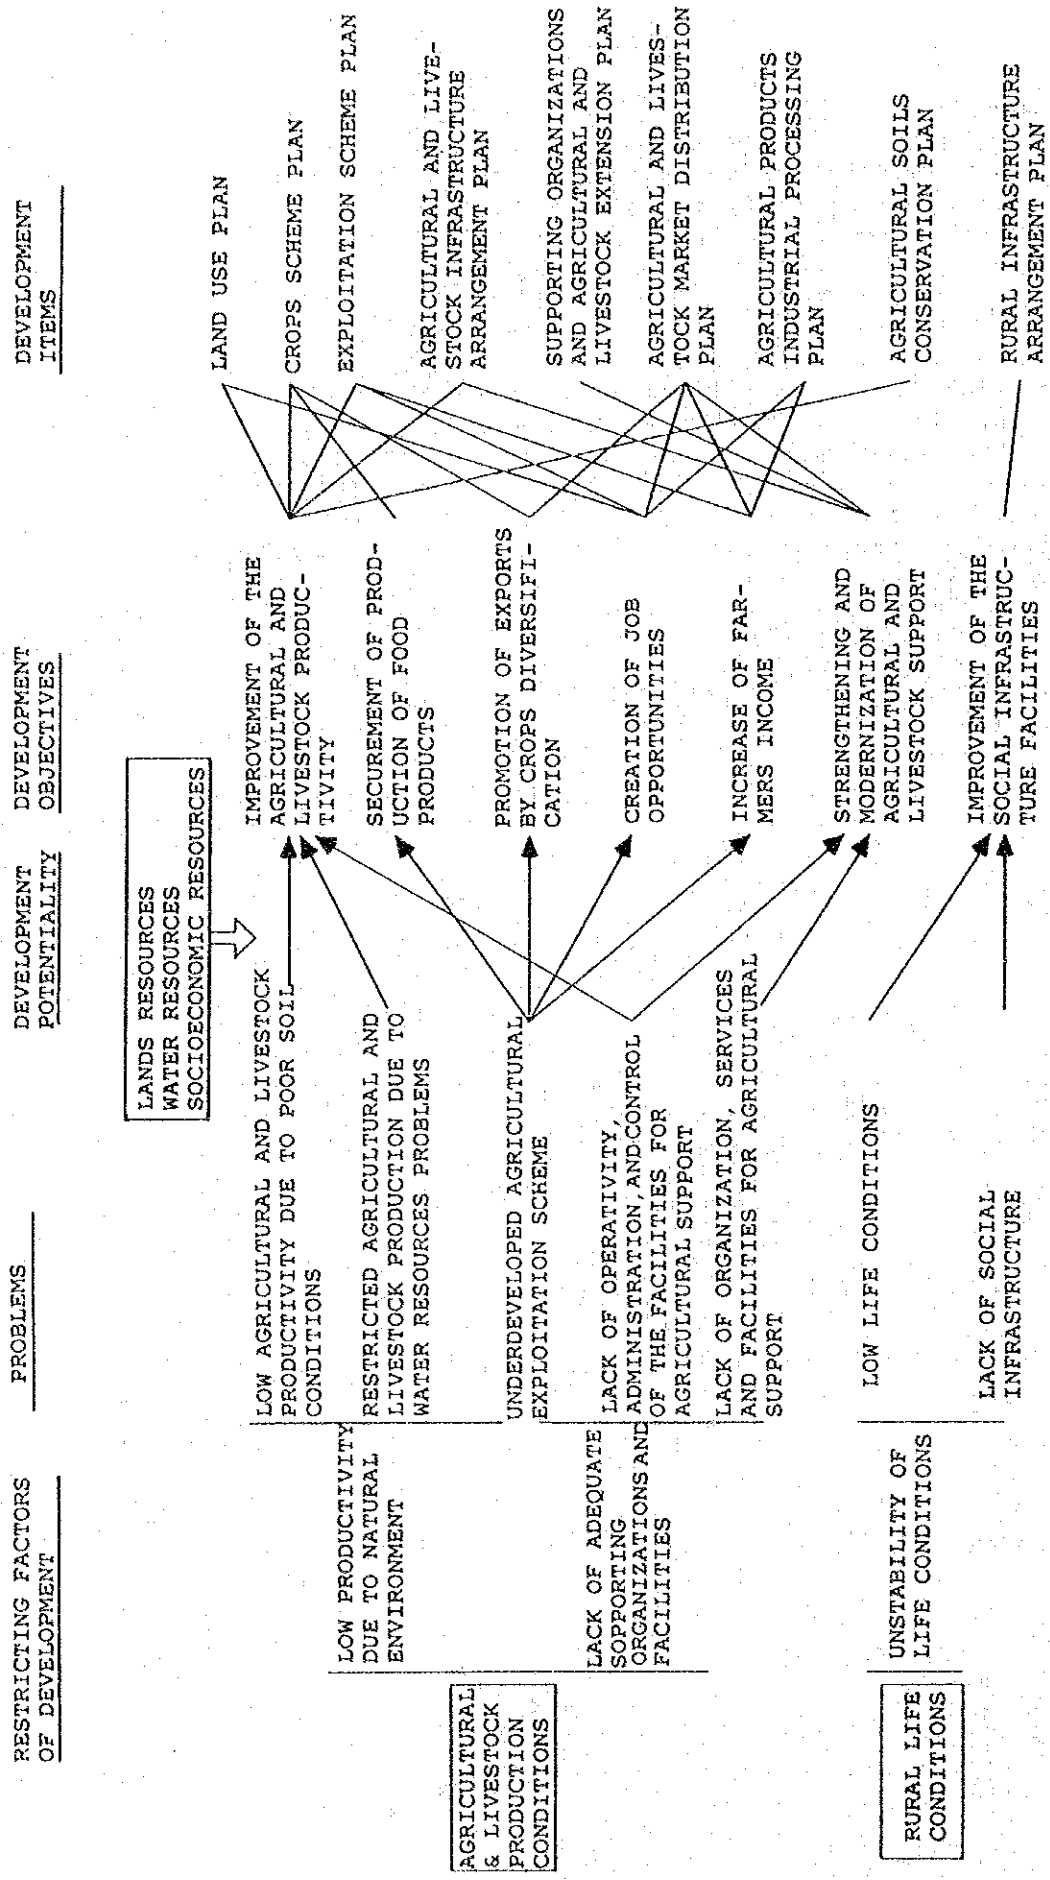 RESTRICTING FACTORS
OF DEVELOPMENT
PROBLEMS
DEVELOPMENT
POTENTIALITY
DEVELOPMENT
OBJECTIVES
DEVELOPMENT
ITEMS
LANDS RESOURCES
WATER RESOURCES
SOCIOECONOMIC RESOURCES
AGRICULTURAL
& LIVESTOCK
PRODUCTION
CONDITIONS
RURAL LIFE
CONDITIONS
LOW PRODUCTIVITY
DUE TO NATURAL
ENVIRONMENT
LACK OF ADEQUATE
SOPPORTING
ORGANIZATIONS AND
FACILITIES
UNSTABILITY OF
LIFE CONDITIONS
LOW AGRICULTURAL AND LIVESTOCK
PRODUCTIVITY DUE TO POOR SOIL
CONDITIONS
RESTRICTED AGRICULTURAL AND
LIVESTOCK PRODUCTION DUE TO
WATER RESOURCES PROBLEMS
UNDERDEVELOPED AGRICULTURAL
EXPLOITATION SCHEME
LACK OF OPERATIVITY,
ADMINISTRATION, AND CONTROL
OF THE FACILITIES FOR
AGRICULTURAL SUPPORT
LACK OF ORGANIZATION, SERVICES
AND FACILITIES FOR AGRICULTURAL
SUPPORT
LOW LIFE CONDITIONS
LACK OF SOCIAL
INFRASTRUCTURE
IMPROVEMENT OF THE
AGRICULTURAL AND
LIVESTOCK PRODUC-
TIVITY
SECUREMENT OF PROD-
UCTION OF FOOD
PRODUCTS
PROMOTION OF EXPORTS
BY CROPS DIVERSIFI-
CATION
CREATION OF JOB
OPPORTUNITIES
INCREASE OF FAR-
MERS INCOME
STRENGTHENING AND
MODERNIZATION OF
AGRICULTURAL AND
LIVESTOCK SUPPORT
IMPROVEMENT OF THE
SOCIAL INFRASTRUC-
TURE FACILITIES
LAND USE PLAN
CROPS SCHEME PLAN
EXPLOITATION SCHEME PLAN
AGRICULTURAL AND LIVE-
STOCK INFRASTRUCTURE
ARRANGEMENT PLAN
SUPPORTING ORGANIZATIONS
AND AGRICULTURAL AND
LIVESTOCK EXTENSION PLAN
AGRICULTURAL AND LIVES-
TOCK MARKET DISTRIBUTION
PLAN
AGRICULTURAL PRODUCTS
INDUSTRIAL PROCESSING
PLAN
AGRICULTURAL SOILS
CONSERVATION PLAN
RURAL INFRASTRUCTURE
ARRANGEMENT PLAN